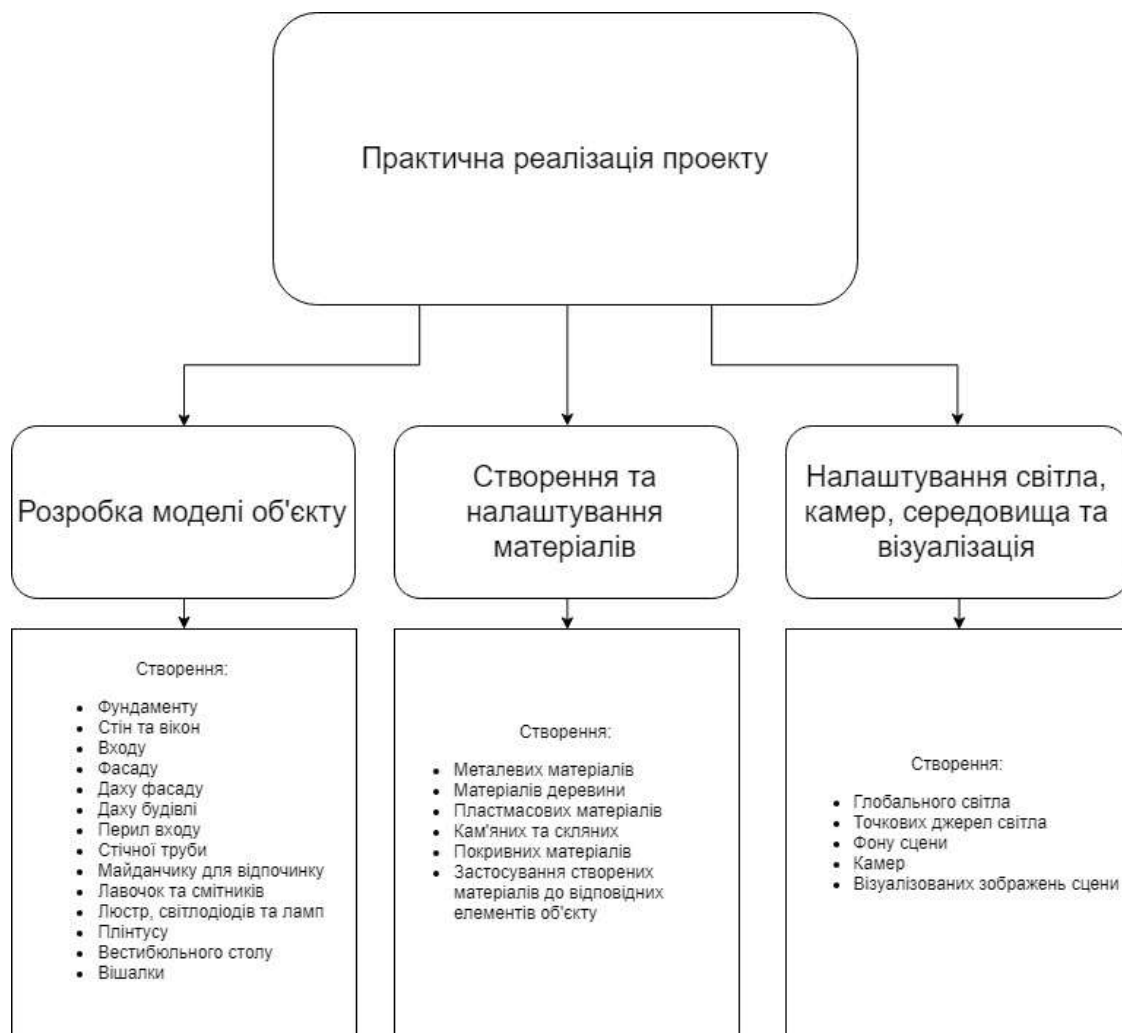 Практична реалізація проекту
Розробка моделі об'єкту
Створення та
налаштування
матеріалів
Налаштування світла,
камер, середовища та
візуалізація
Створення:
Фундаменту
Стін та вікон
Входу
Фасаду
Даху фасаду
Даху будівлі
Перил входу
Стічної труби
Майданчику для відпочинку
Лавочок та смітників
Люстр, світлодіодів та ламп
Плінтусу
Вестибюльного столу
Вішалки
Створення:
Металевих матеріалів
Матеріалів деревини
Пластмасових матеріалів
Кам'яних та скляних
Покривних матеріалів
Застосування створених
матеріалів до відповідних
елементів об'єкту
Створення:
Глобального світла
Точкових джерел світла
Фону сцени
Камер
Візуалізованих зображень сцени